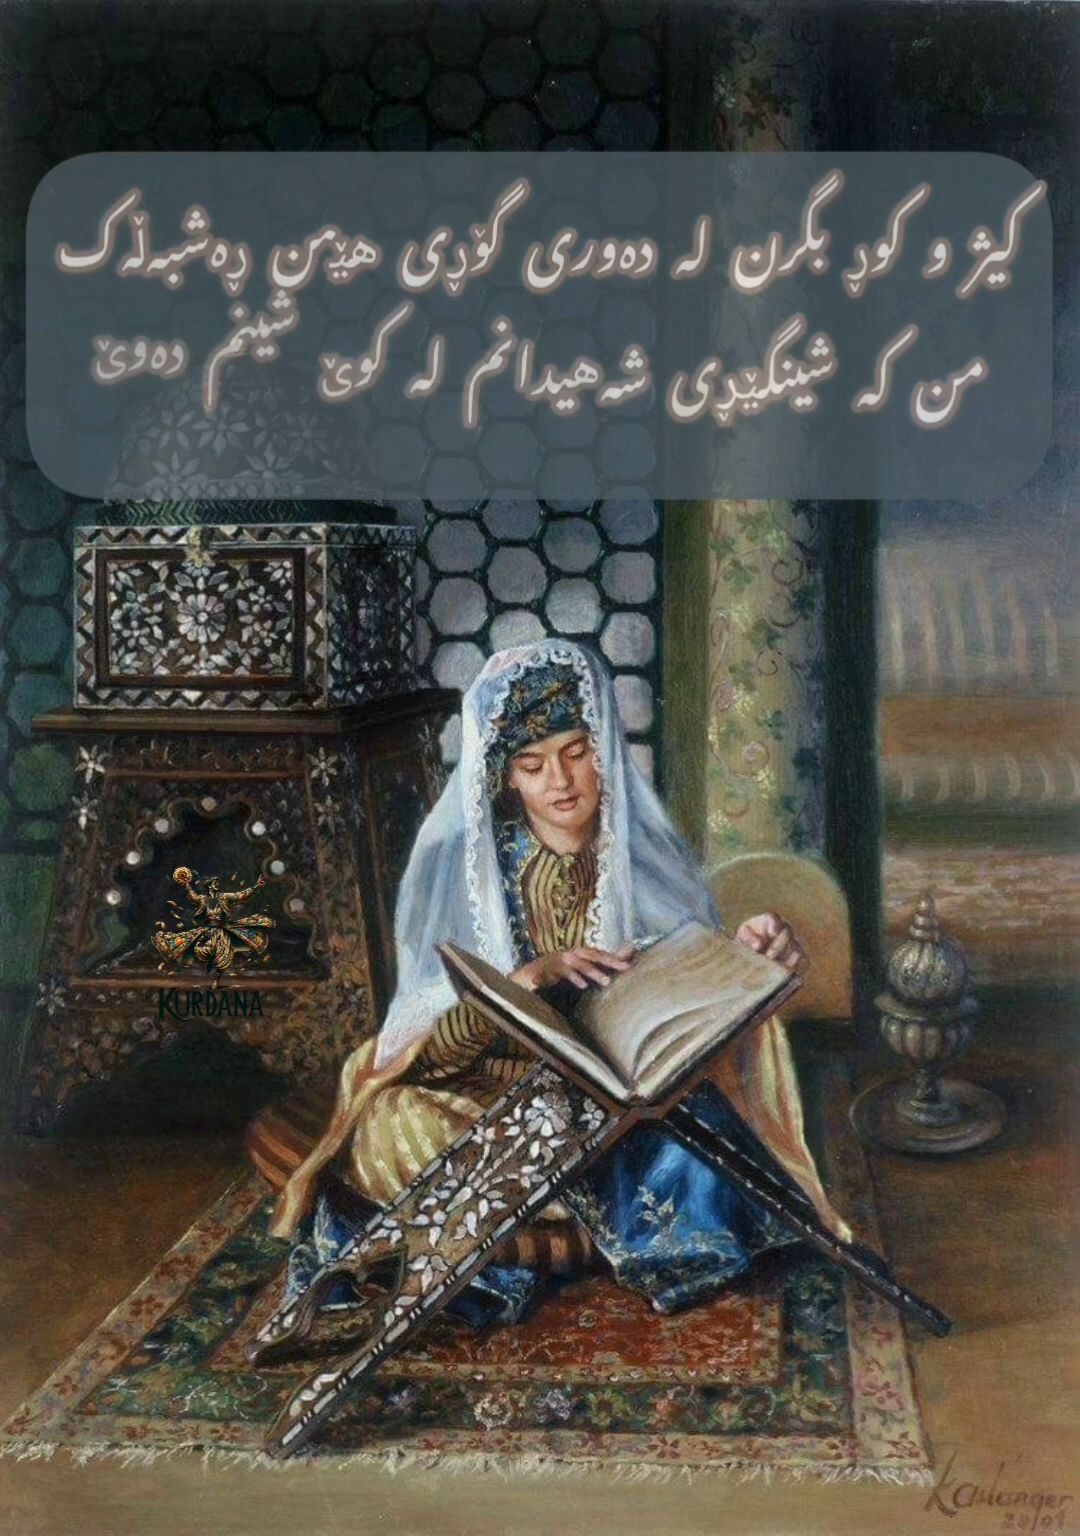 کیژ و کوڕ بگرن لە دەوری گۆڕی هێمن ڕەشبەڵەک
من کە شینگێڕی شەهیدانم لە کوێ شینم دەوێ
KURDANA